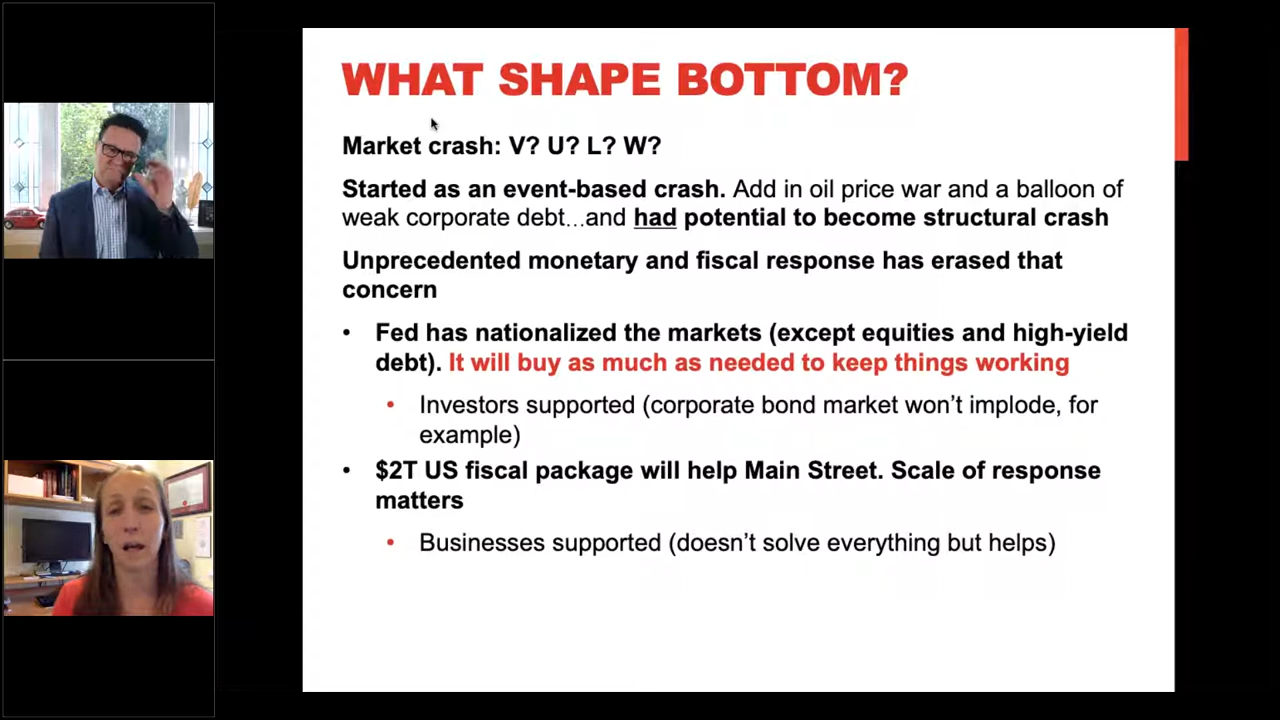 WHAT SHAPE BOTTOM?
Market crash: V? U? L? W?
Started as an event-based crash. Add in oil price war and a balloon of
weak corporate debt…and had potential to become structural crash
Unprecedented monetary and fiscal response has erased that
concern
• Fed has nationalized the markets (except equities and high-yield
debt). It will buy as much as needed to keep things working
• Investors supported (corporate bond market won’t implode, for
example)
• $2T US fiscal package will help Main Street. Scale of response
matters
• Businesses supported (doesn’t solve everything but helps)